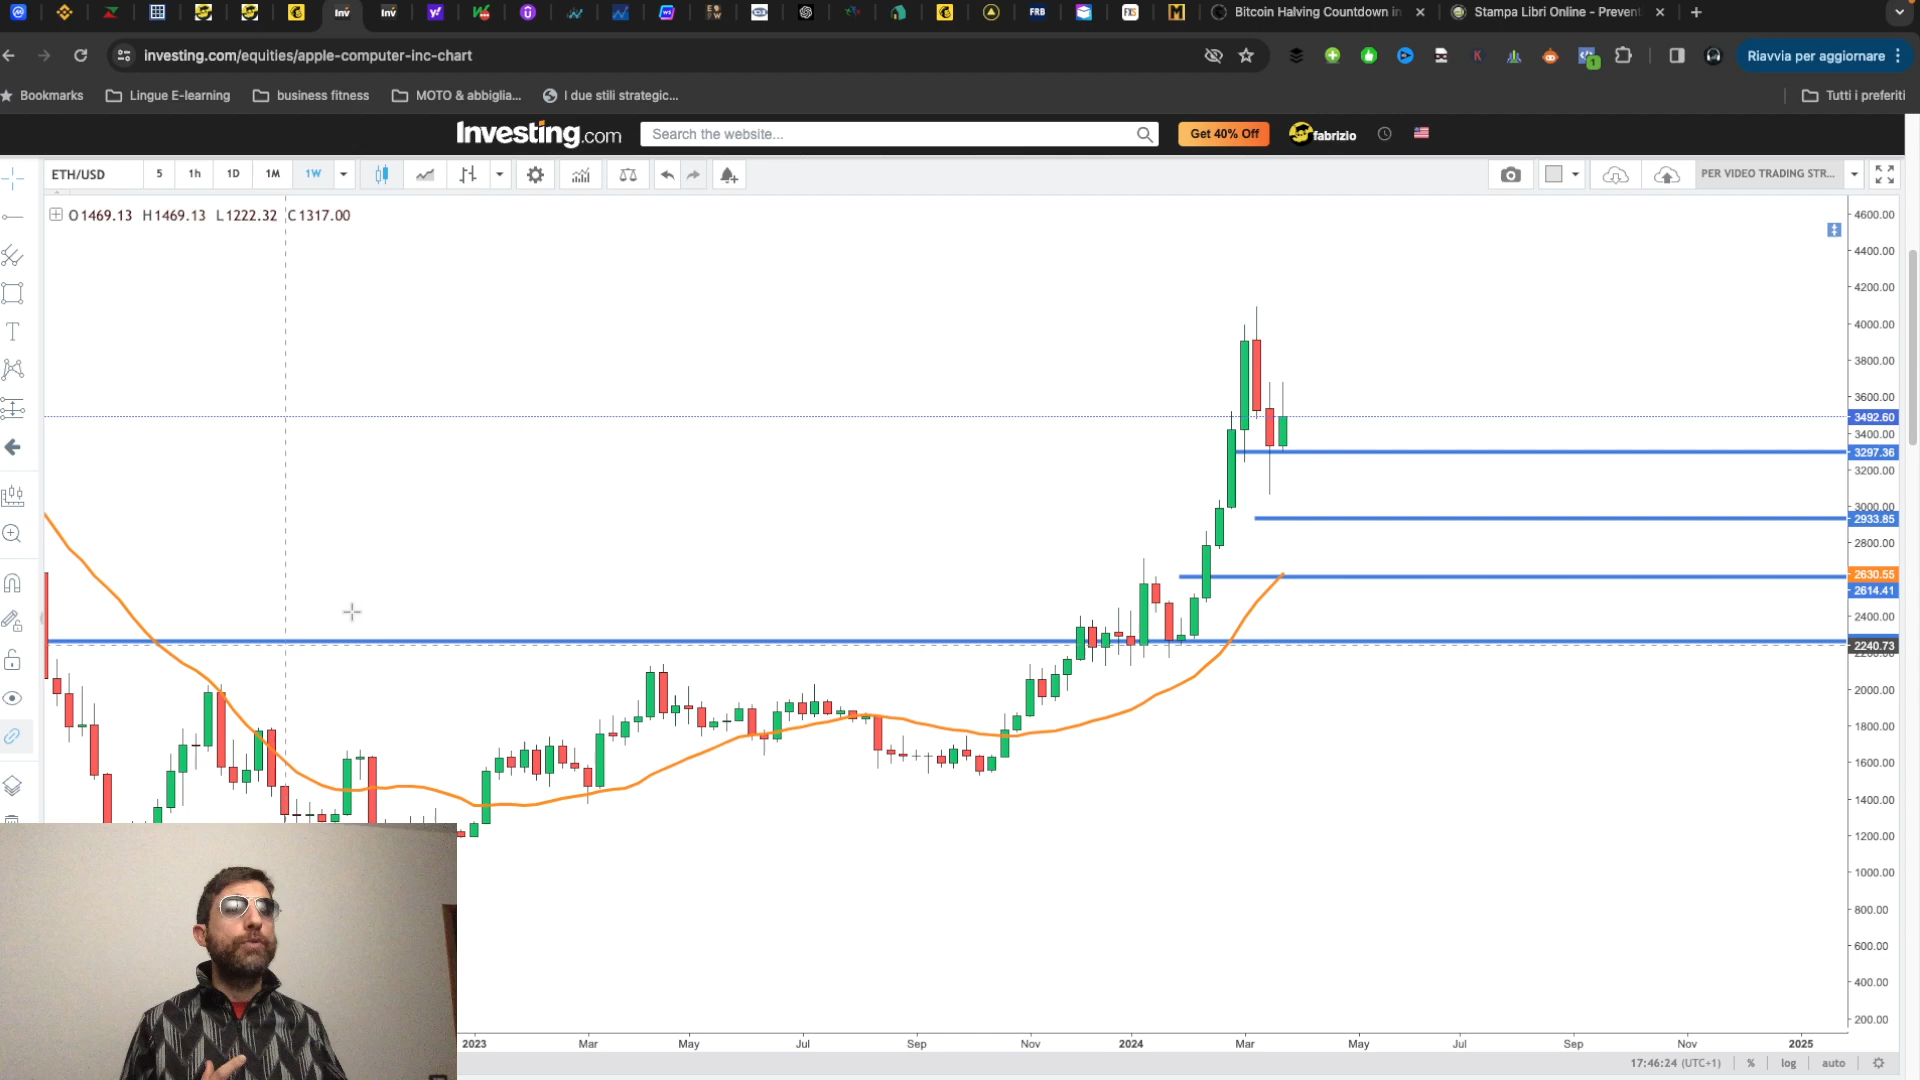 Bitcoin Halving Countdown in
Stampa Libri Online - Prevent
investing.com/equities/apple-computer-inc-chart
Riavvia per aggiornare
Bookmarks
Lingue E-learning
business fitness
MOTO & abbiglia...
I due stili strategic...
Tutti i preferiti
Investing.com
Search the website...
Get 40% Off
fabrizio
ETH/USD
5
1h
1D
1M
1W
PER VIDEO TRADING STR...
O1469.13 H1469.13 L1222.32 C1317.00
4600.00
4400.00
4200.00
4000.00
3800.00
3600.00
3492.60
3400.00
3297.36
3200.00
3000.00
2933.85
2800.00
2630.55
2614.41
2400.00
2240.73
2000.00
1800.00
1600.00
1400.00
1200.00
1000.00
800.00
600.00
400.00
200.00
2023
Mar
May
Jul
Sep
Nov
2024
Mar
May
Jul
Sep
Nov
2025
17:46:24 (UTC+1)
%
log
auto